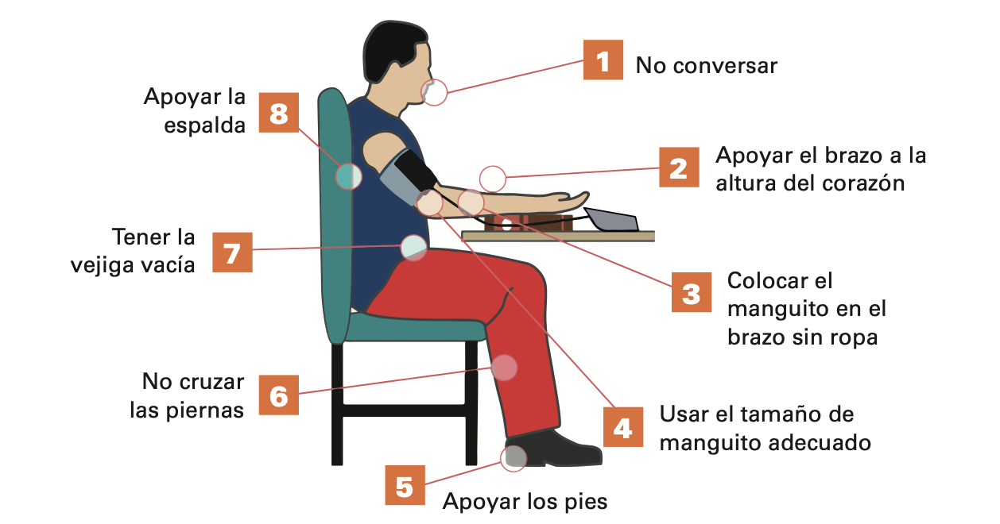 1
No conversar
2
Apoyar el brazo a la
altura del corazón
3
Colocar el
manguito en el
brazo sin ropa
4
Usar el tamaño de
manguito adecuado
5
Apoyar los pies
6
No cruzar
las piernas
7
Tener la
vejiga vacía
8
Apoyar la
espalda